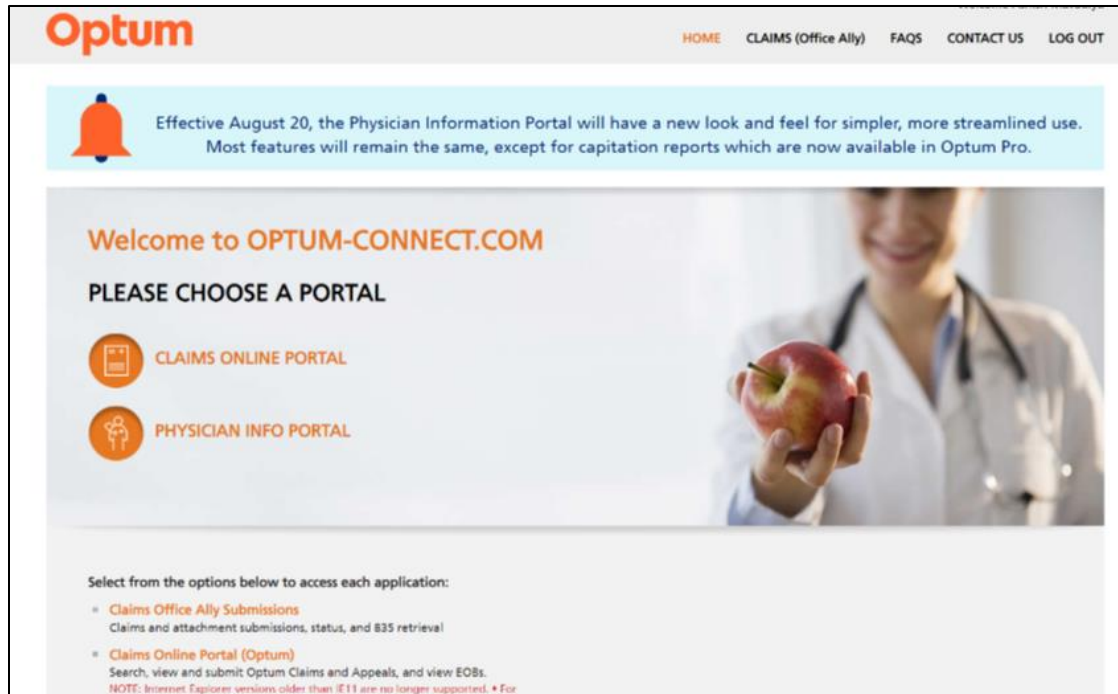 Optum
HOME CLAIMS (Office Ally) FAQS CONTACT US LOG OUT
Effective August 20, the Physician Information Portal will have a new look and feel for simpler, more streamlined use.
Most features will remain the same, except for capitation reports which are now available in Optum Pro.
Welcome to OPTUM-CONNECT.COM
PLEASE CHOOSE A PORTAL
CLAIMS ONLINE PORTAL
PHYSICIAN INFO PORTAL
Select from the options below to access each application:
Claims Office Ally Submissions
Claims and attachment submissions, status, and 835 retrieval
Claims Online Portal (Optum)
Search, view and submit Optum Claims and Appeals, and view EOBs.
NOTE: Internet Explorer versions older than IE11 are no longer supported. • For